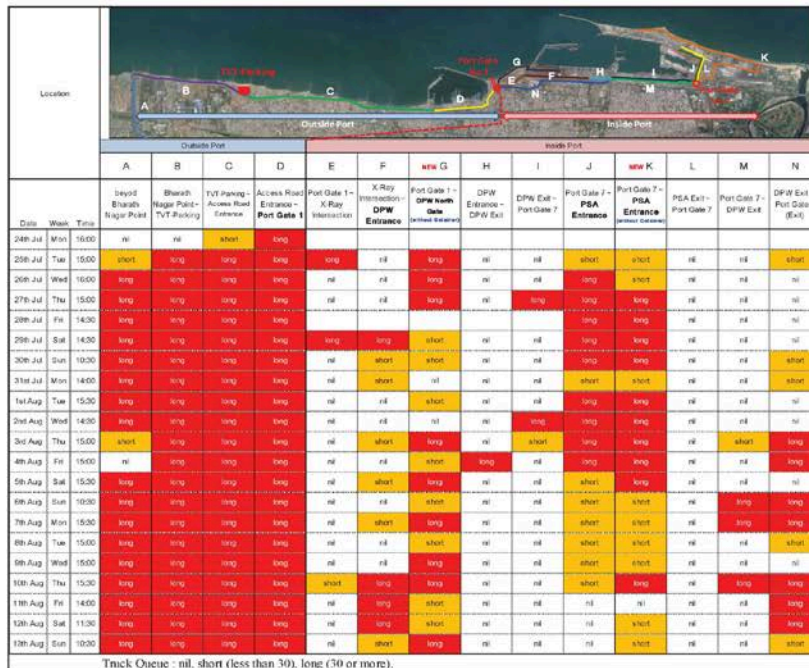 Location
TVT-Parking
Port Gate
No.1
A B C D E F G H I J K L M N
Outside Port Inside Port
Outside Port Inside Port
A B C D E F NEW G H I J NEW K L M N
Date Week Time
beyod Bharath Nagar Point
Bharath Nagar Point - TVT-Parking
TVT-Parking - Access Road Entrance
Access Road Entrance - Port Gate 1
Port Gate 1 - X-Ray Intersection
X-Ray Intersection - DPW Entrance
Port Gate 1 - DPW North Gate (without Container)
DPW Entrance - DPW Exit
DPW Exit - Port Gate 7
Port Gate 7 - PSA Entrance
Port Gate 7 - PSA Entrance (without Container)
PSA Exit - Port Gate 7
Port Gate 7 - DPW Exit
DPW Exit Port Gate (Exit)
24th Jul Mon 16:00 nil nil short long
25th Jul Tue 15:00 short long long long long nil long nil nil short short nil nil short
26th Jul Wed 16:00 long long long long nil nil long nil nil long short nil nil nil
27th Jul Thu 15:00 long long long long nil nil long nil long long long nil nil nil
28th Jul Fri 14:30 long long long long long long
29th Jul Sat 14:30 long long long long long long short nil nil long long nil nil nil
30th Jul Sun 10:30 long long long long nil short short nil nil long long nil nil short
31st Jul Mon 14:00 long long long long nil short nil nil nil short short nil nil short
1st Aug Tue 15:30 long long long long nil nil short nil nil long long nil nil nil
2nd Aug Wed 14:30 long long long long nil nil nil nil long long long nil nil nil
3rd Aug Thu 15:00 short long long long nil short long nil short long long nil short long
4th Aug Fri 15:00 nil long long long nil nil short long nil long long nil nil long
5th Aug Sat 15:30 long long long long nil short long nil nil short long nil nil nil
6th Aug Sun 10:30 long long long long nil nil short nil nil short short nil long long
7th Aug Mon 15:30 long long long long nil short long nil nil short short nil long long
8th Aug Tue 15:00 long long long long nil nil short nil nil short short nil nil short
9th Aug Wed 15:00 long long long long nil nil long nil nil short short nil nil nil
10th Aug Thu 15:30 long long long long short long long nil nil short long nil long long
11th Aug Fri 14:00 long long long long nil long short nil nil nil nil nil nil long
12th Aug Sat 11:30 long long long long nil long short nil nil nil short nil nil long
12th Aug Sun 10:30 long long long long nil short long nil nil nil short nil nil short
Truck Queue : nil, short (less than 30), long (30 or more).